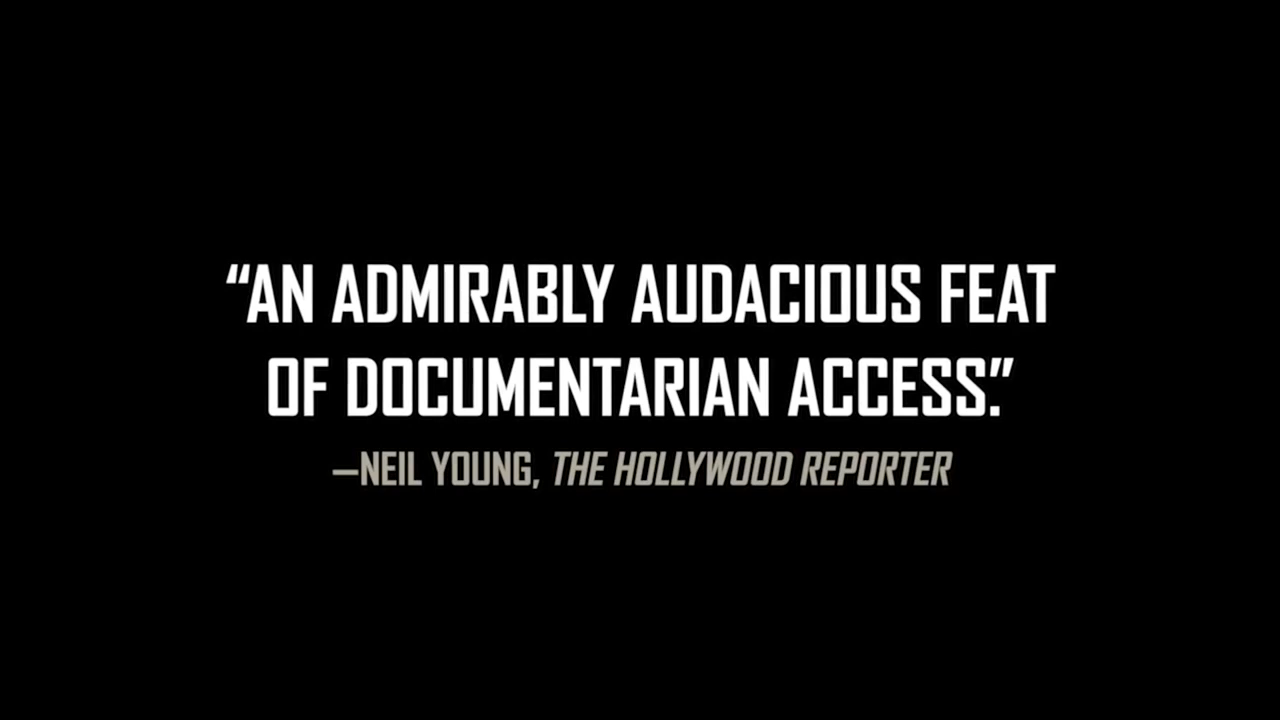 “AN ADMIRABLY AUDACIOUS FEAT
OF DOCUMENTARIAN ACCESS.”
—NEIL YOUNG, THE HOLLYWOOD REPORTER